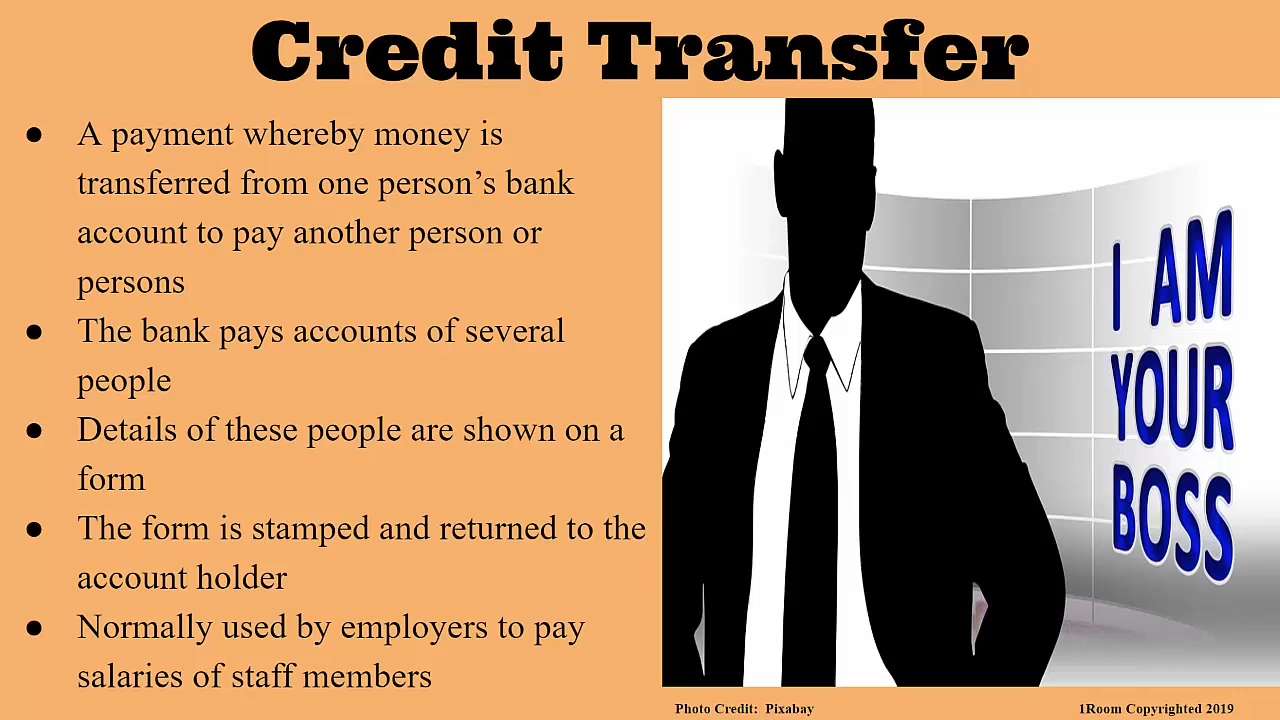 Credit Transfer
● A payment whereby money is
transferred from one person’s bank
account to pay another person or
persons
● The bank pays accounts of several
people
● Details of these people are shown on a
form
● The form is stamped and returned to the
account holder
● Normally used by employers to pay
salaries of staff members
I AM
YOUR
BOSS
Photo Credit: Pixabay
1Room Copyrighted 2019